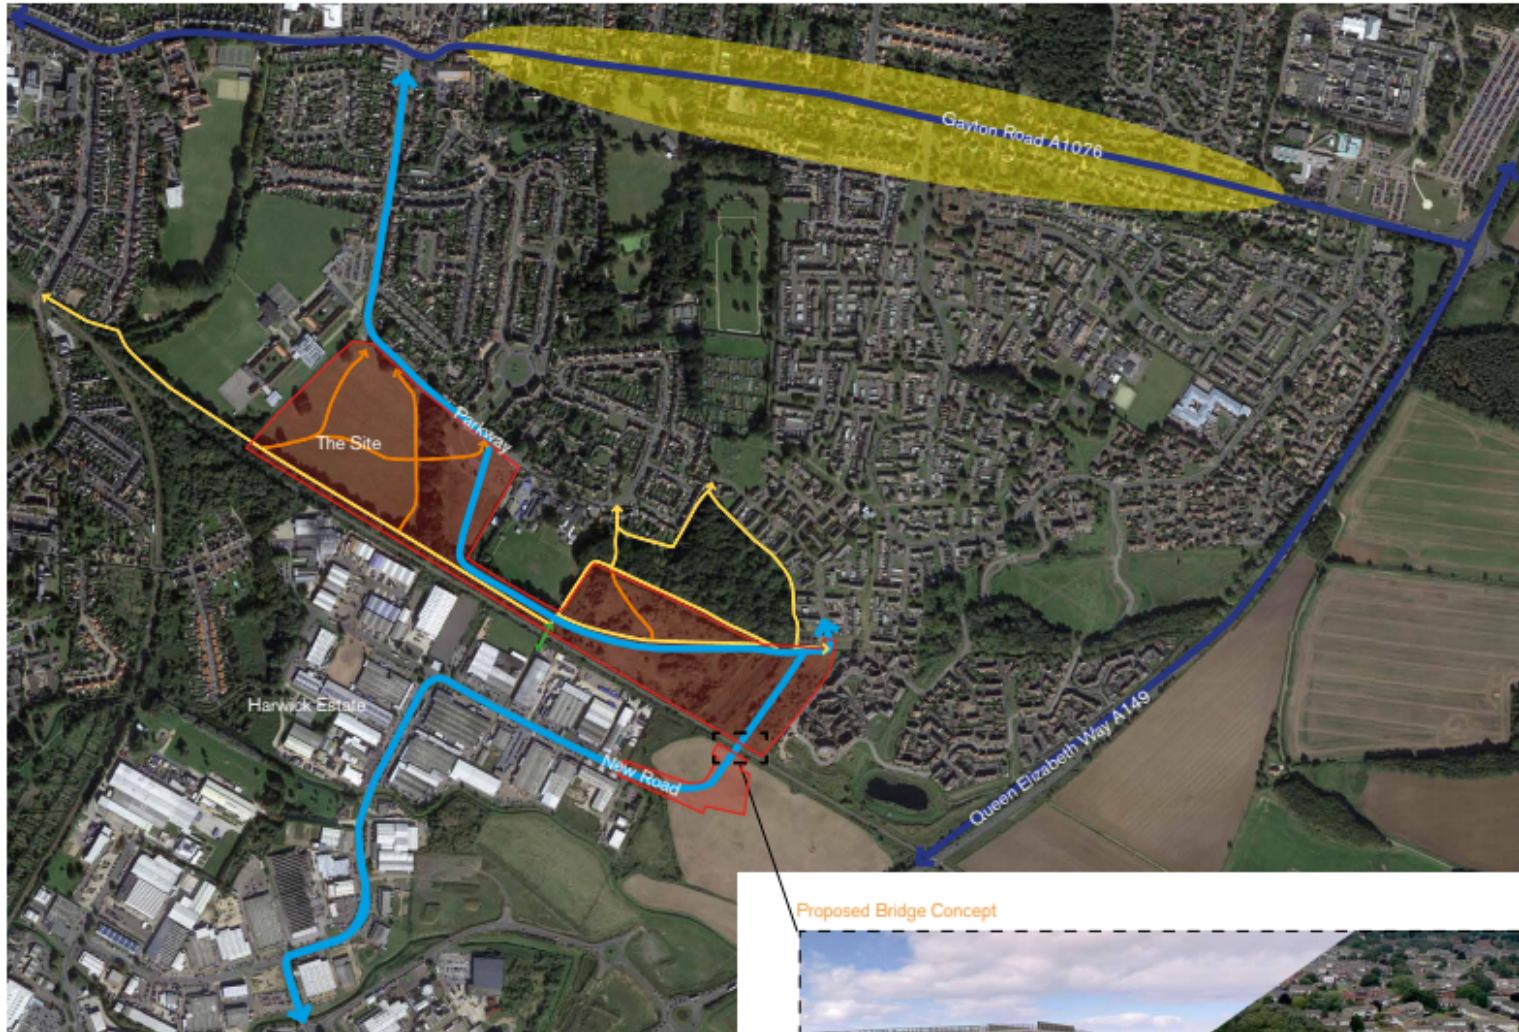 Gayton Road A1076
Parkway
The Site
Harwick Estate
New Road
Queen Elizabeth Way A149
Proposed Bridge Concept